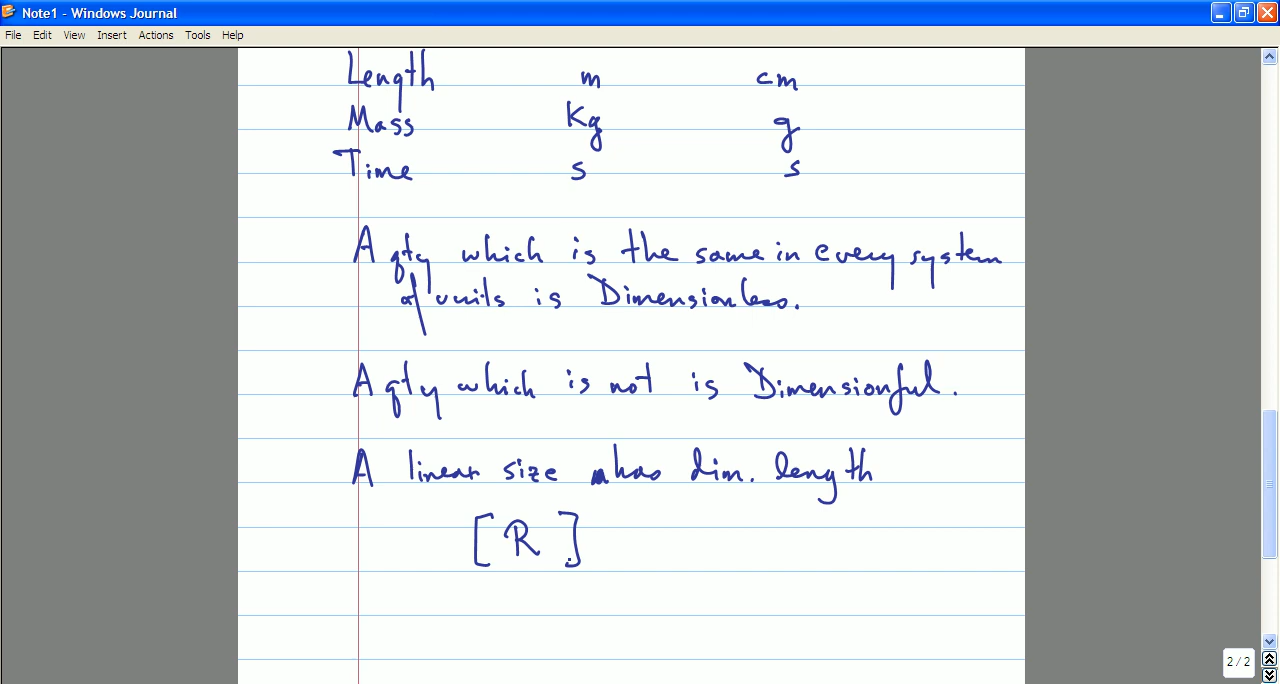 Note1 - Windows Journal
File Edit View Insert Actions Tools Help
Length m cm
Mass Kg g
Time s s
A qty which is the same in every system
of units is Dimensionless.
A qty which is not is Dimensionful.
A linear size has dim. length
[R]
2 / 2